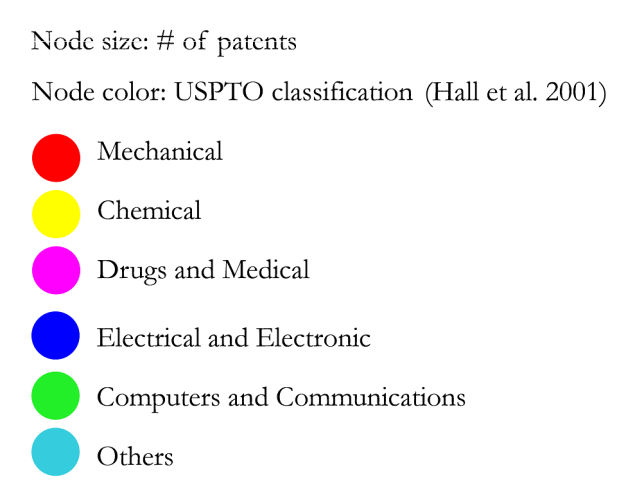 Node size: # of patents
Node color: USPTO classification (Hall et al. 2001)
Mechanical
Chemical
Drugs and Medical
Electrical and Electronic
Computers and Communications
Others